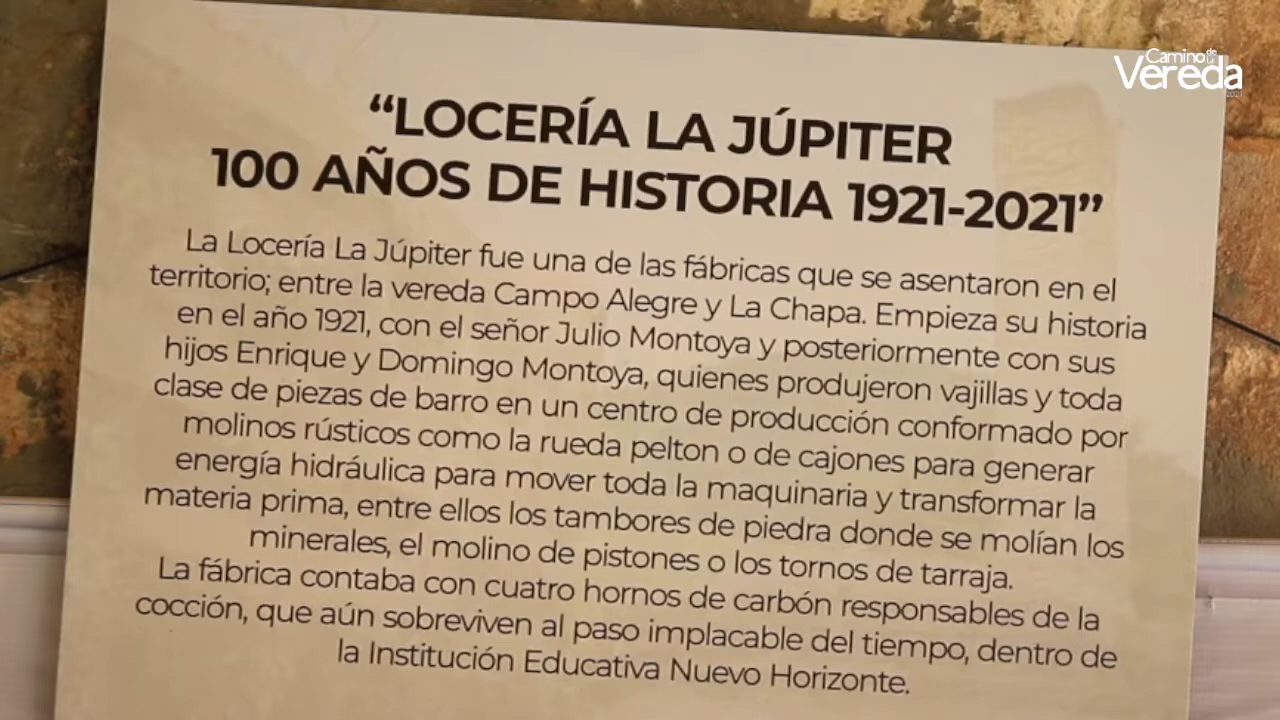 Camino de
Vereda
“LOCERÍA LA JÚPITER
100 AÑOS DE HISTORIA 1921-2021”
La Locería La Júpiter fue una de las fábricas que se asentaron en el
territorio; entre la vereda Campo Alegre y La Chapa. Empieza su historia
en el año 1921, con el señor Julio Montoya y posteriormente con sus
hijos Enrique y Domingo Montoya, quienes produjeron vajillas y toda
clase de piezas de barro en un centro de producción conformado por
molinos rústicos como la rueda pelton o de cajones para generar
energía hidráulica para mover toda la maquinaria y transformar la
materia prima, entre ellos los tambores de piedra donde se molían los
minerales, el molino de pistones o los tornos de tarraja.
La fábrica contaba con cuatro hornos de carbón responsables de la
cocción, que aún sobreviven al paso implacable del tiempo, dentro de
la Institución Educativa Nuevo Horizonte.